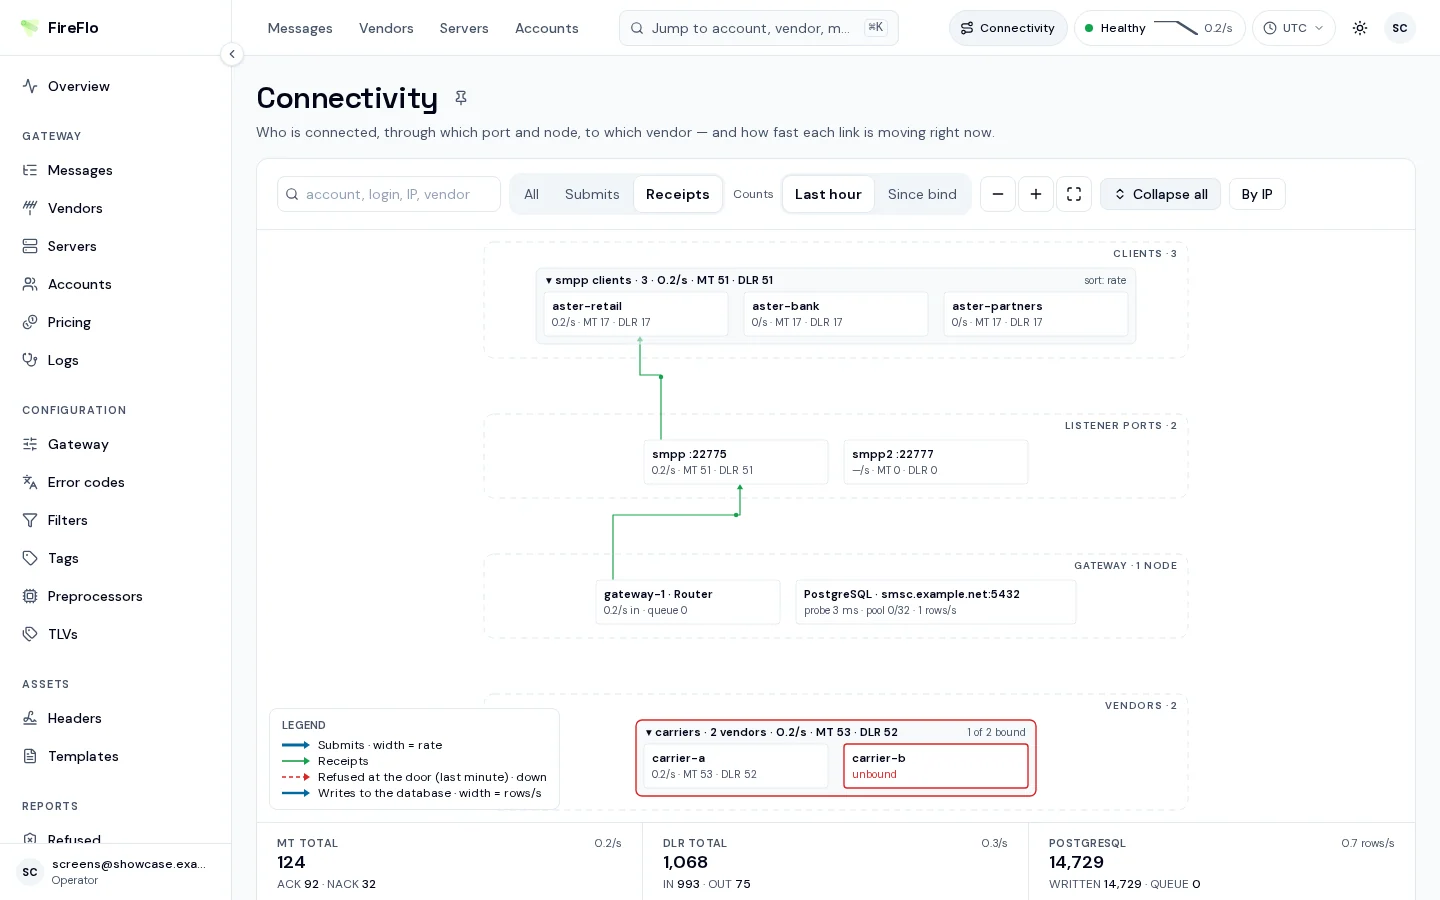 FireFlo
Messages
Vendors
Servers
Accounts
Jump to account, vendor, m...
⌘K
Connectivity
Healthy
0.2/s
UTC
SC
Overview
GATEWAY
Messages
Vendors
Servers
Accounts
Pricing
Logs
CONFIGURATION
Gateway
Error codes
Filters
Tags
Preprocessors
TLVs
ASSETS
Headers
Templates
REPORTS
Refused
SC
screens@showcase.exa...
Operator
Connectivity
Who is connected, through which port and node, to which vendor — and how fast each link is moving right now.
account, login, IP, vendor
All
Submits
Receipts
Counts
Last hour
Since bind
Collapse all
By IP
CLIENTS · 3
▾ smpp clients · 3 · 0.2/s · MT 51 · DLR 51
sort: rate
aster-retail
0.2/s · MT 17 · DLR 17
aster-bank
0/s · MT 17 · DLR 17
aster-partners
0/s · MT 17 · DLR 17
LISTENER PORTS · 2
smpp :22775
0.2/s · MT 51 · DLR 51
smpp2 :22777
—/s · MT 0 · DLR 0
GATEWAY · 1 NODE
gateway-1 · Router
0.2/s in · queue 0
PostgreSQL · smsc.example.net:5432
probe 3 ms · pool 0/32 · 1 rows/s
VENDORS · 2
▾ carriers · 2 vendors · 0.2/s · MT 53 · DLR 52
1 of 2 bound
carrier-a
0.2/s · MT 53 · DLR 52
carrier-b
unbound
LEGEND
Submits · width = rate
Receipts
Refused at the door (last minute) · down
Writes to the database · width = rows/s
MT TOTAL
0.2/s
124
ACK 92 · NACK 32
DLR TOTAL
0.3/s
1,068
IN 993 · OUT 75
POSTGRESQL
0.7 rows/s
14,729
WRITTEN 14,729 · QUEUE 0